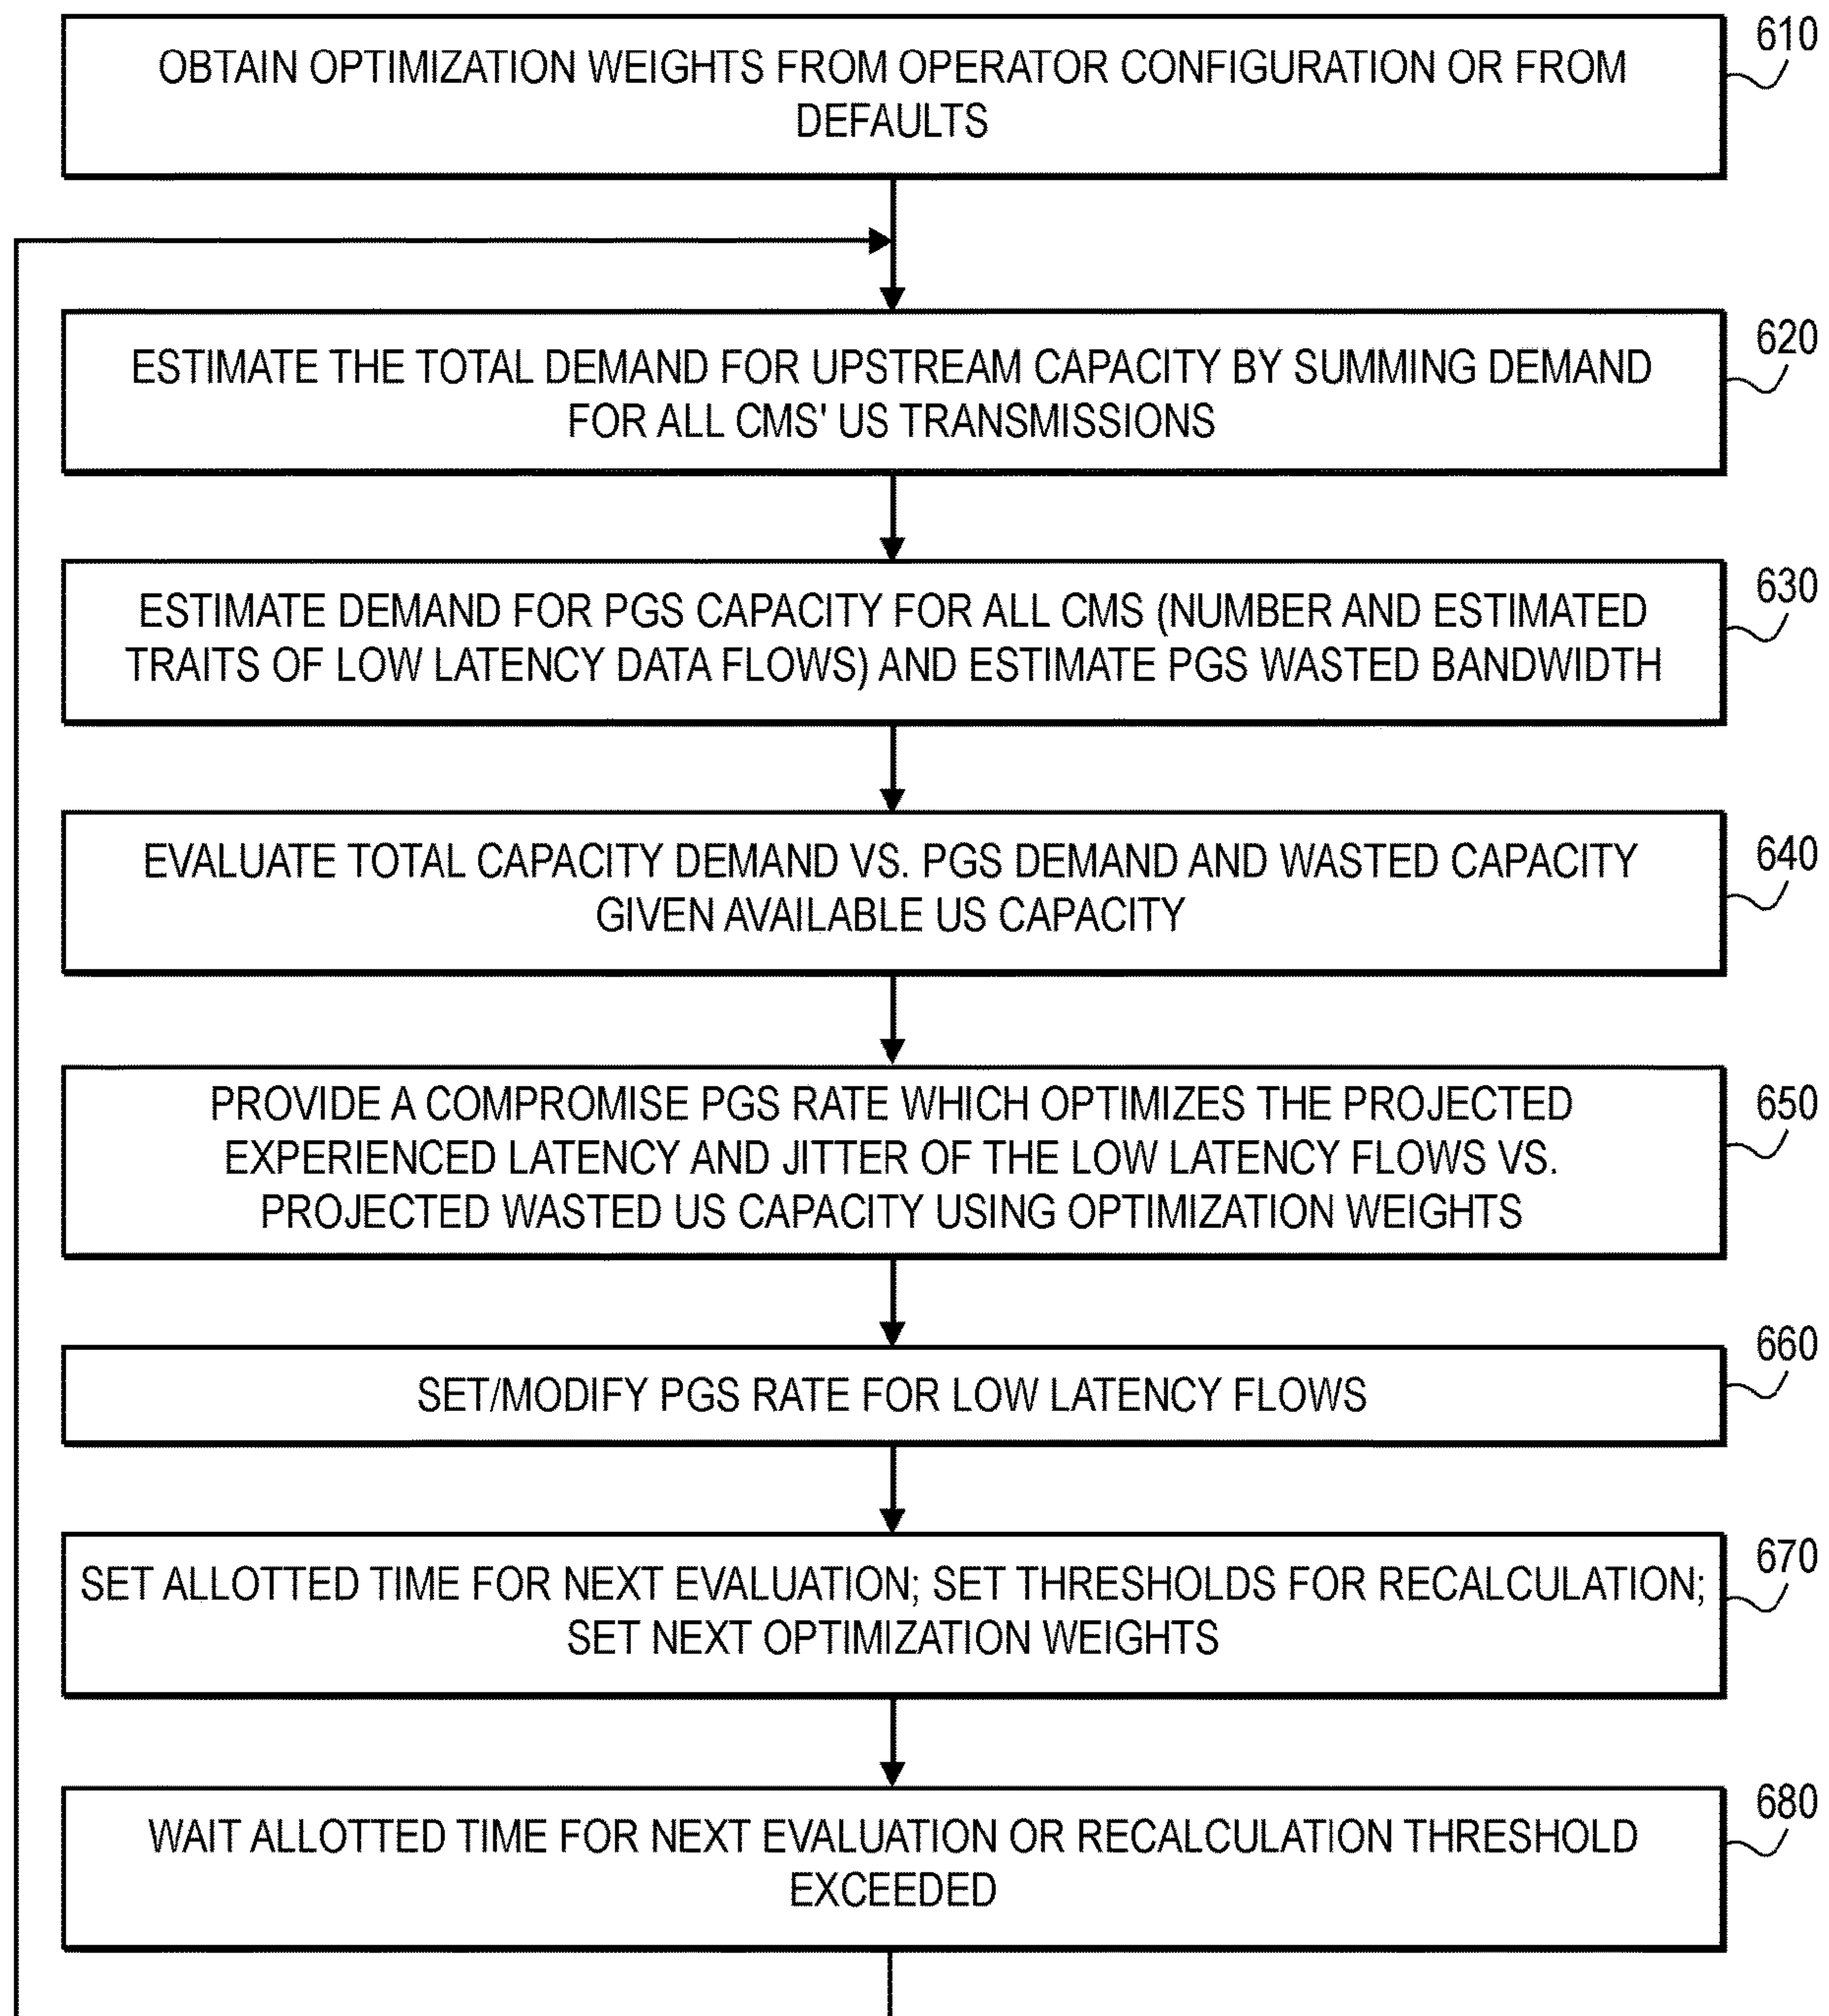 610
OBTAIN OPTIMIZATION WEIGHTS FROM OPERATOR CONFIGURATION OR FROM
DEFAULTS
620
ESTIMATE THE TOTAL DEMAND FOR UPSTREAM CAPACITY BY SUMMING DEMAND
FOR ALL CMS' US TRANSMISSIONS
630
ESTIMATE DEMAND FOR PGS CAPACITY FOR ALL CMS (NUMBER AND ESTIMATED
TRAITS OF LOW LATENCY DATA FLOWS) AND ESTIMATE PGS WASTED BANDWIDTH
640
EVALUATE TOTAL CAPACITY DEMAND VS. PGS DEMAND AND WASTED CAPACITY
GIVEN AVAILABLE US CAPACITY
650
PROVIDE A COMPROMISE PGS RATE WHICH OPTIMIZES THE PROJECTED
EXPERIENCED LATENCY AND JITTER OF THE LOW LATENCY FLOWS VS.
PROJECTED WASTED US CAPACITY USING OPTIMIZATION WEIGHTS
660
SET/MODIFY PGS RATE FOR LOW LATENCY FLOWS
670
SET ALLOTTED TIME FOR NEXT EVALUATION; SET THRESHOLDS FOR RECALCULATION;
SET NEXT OPTIMIZATION WEIGHTS
680
WAIT ALLOTTED TIME FOR NEXT EVALUATION OR RECALCULATION THRESHOLD
EXCEEDED